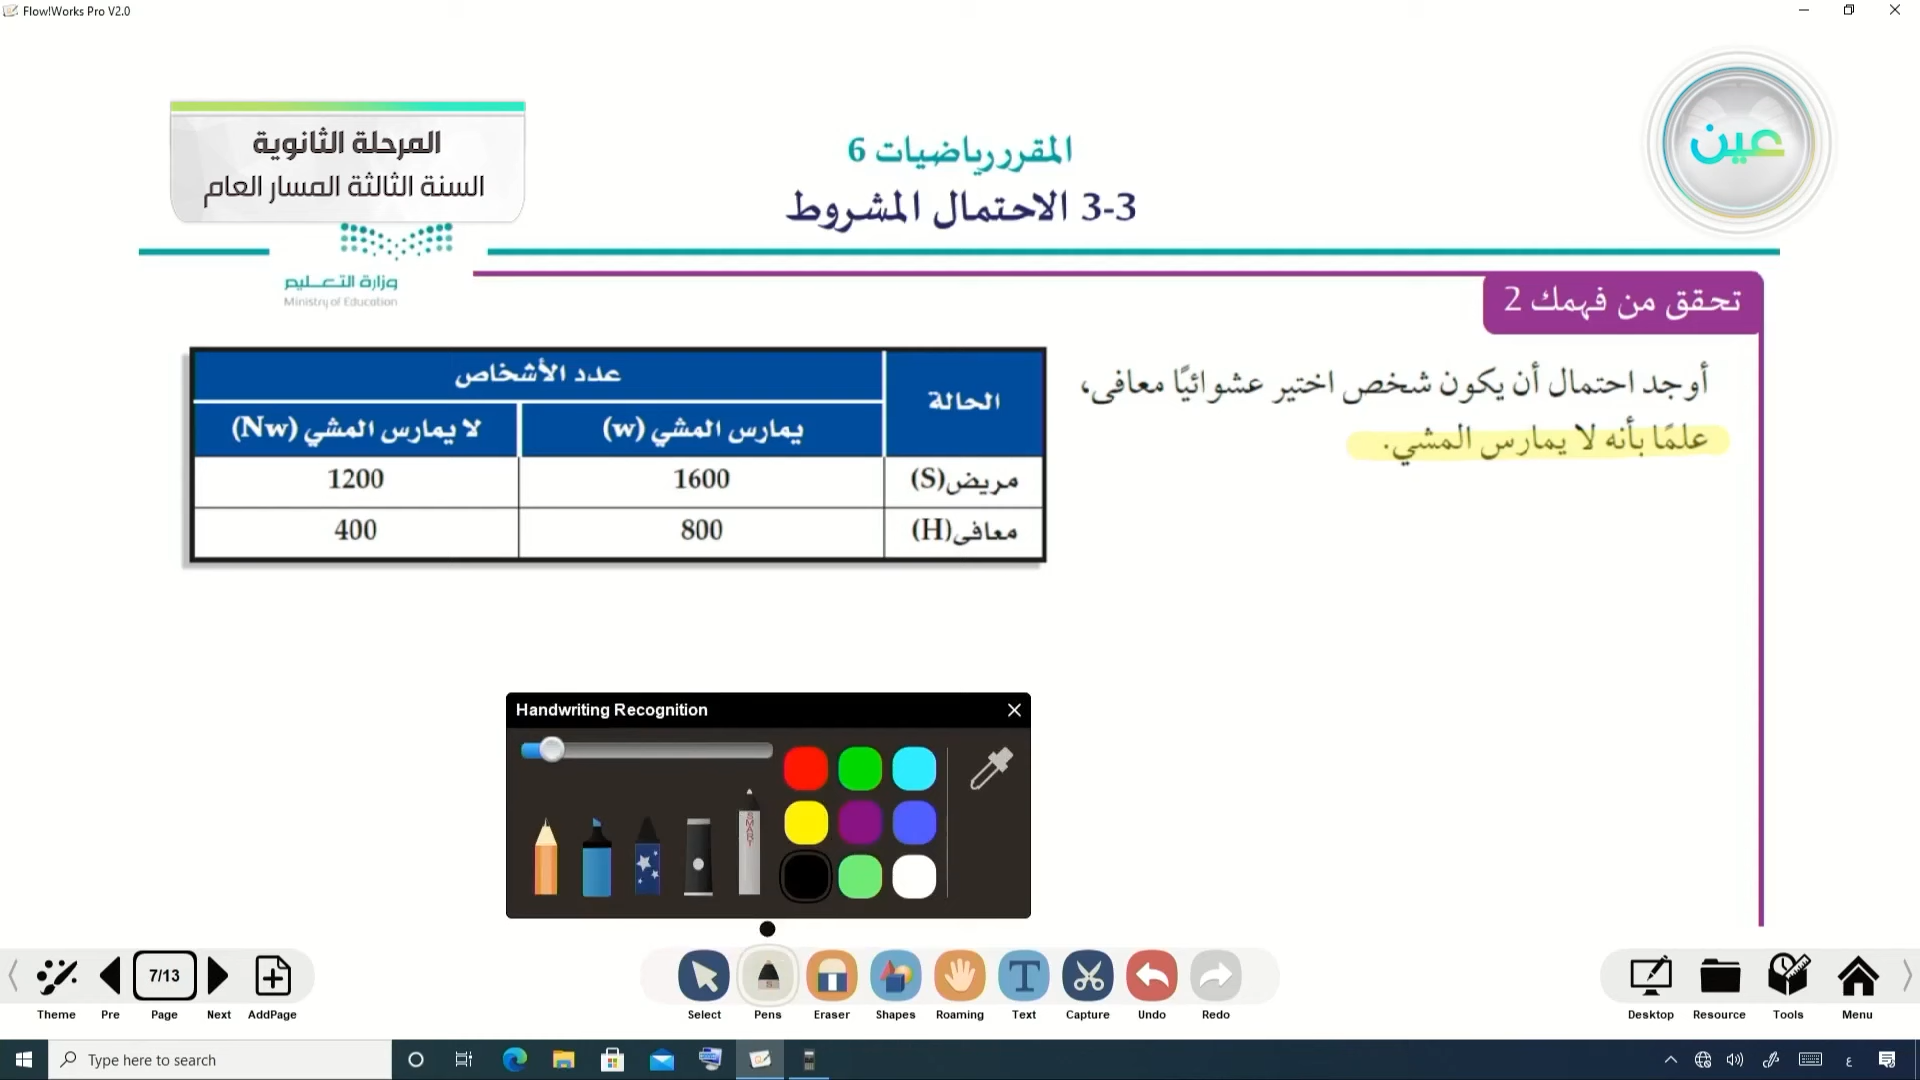 Flow!Works Pro V2.0
المرحلة الثانوية
السنة الثالثة المسار العام
المقرر رياضيات 6
3-3 الاحتمال المشروط
عين
وزارة التعـــليم
Ministry of Education
تحقق من فهمك 2
أوجد احتمال أن يكون شخص اختير عشوائيًّا معافى،
علمًا بأنه لا يمارس المشي.
الحالة
عدد الأشخاص
يمارس المشي (w)
لا يمارس المشي (Nw)
مريض(S)
1600
1200
معافى(H)
800
400
Handwriting Recognition
SMART
7/13
Theme
Pre
Page
Next
AddPage
Select
Pens
Eraser
Shapes
Roaming
Text
Capture
Undo
Redo
Desktop
Resource
Tools
Menu
Type here to search
ع